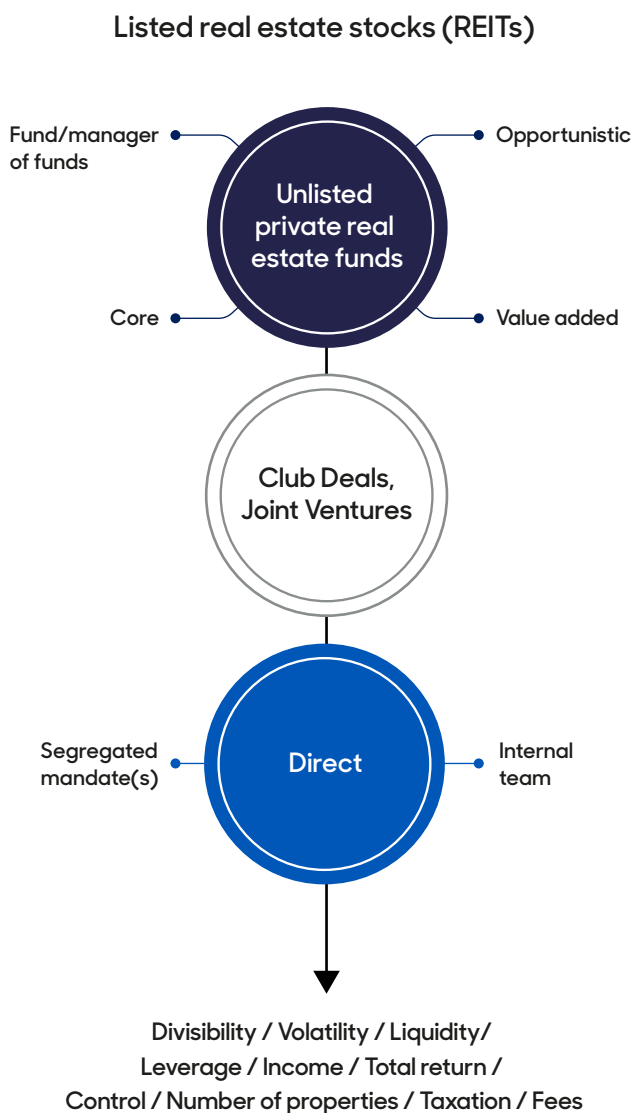 Listed real estate stocks (REITs)
Fund/manager
of funds
Opportunistic
Unlisted
private real
estate funds
Core
Value added
Club Deals,
Joint Ventures
Segregated
mandate(s)
Direct
Internal
team
Divisibility / Volatility / Liquidity/
Leverage / Income / Total return /
Control / Number of properties / Taxation / Fees